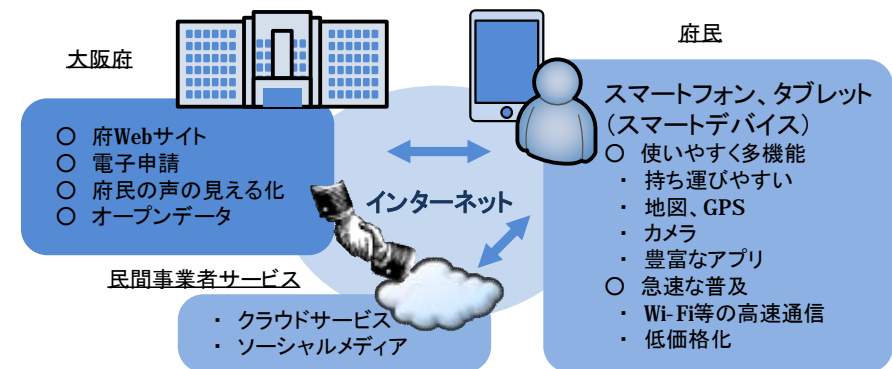 大阪府
〇 府Webサイト
〇 電子申請
〇 府民の声の見える化
〇 オープンデータ
インターネット
民間事業者サービス
・ クラウドサービス
・ ソーシャルメディア
府民
スマートフォン、タブレット
（スマートデバイス）
〇 使いやすく多機能
・ 持ち運びやすい
・ 地図、GPS
・ カメラ
・ 豊富なアプリ
〇 急速な普及
・ Wi-Fi等の高速通信
・ 低価格化